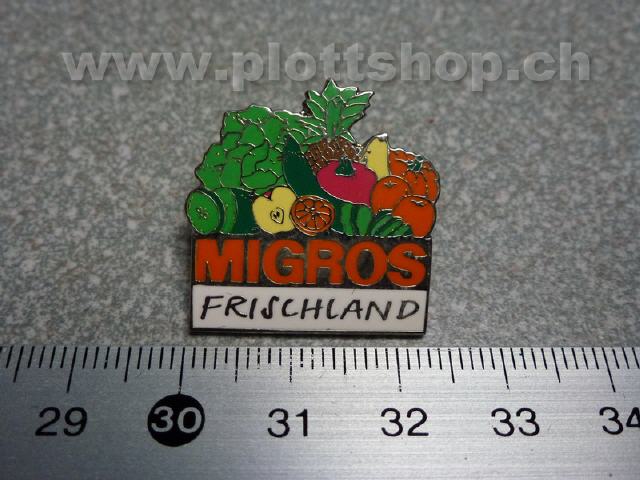 www.plottshop.ch
MIGROS
FRISCHLAND
29 30 31 32 33 34